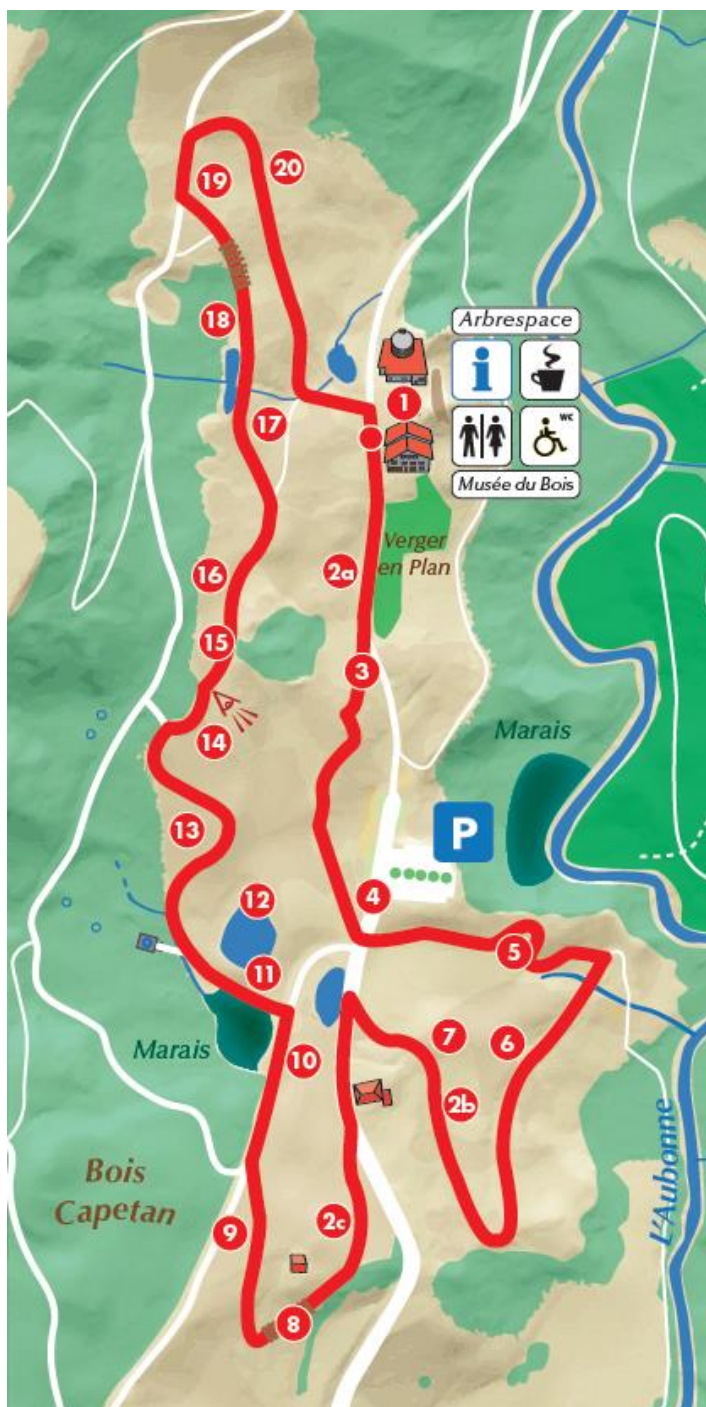 19
20
18
Arbrespace
i
1
17
WC
Musée du Bois
Verger
en Plan
2a
16
15
3
14
Marais
13
P
12
4
11
5
10
7
6
Marais
2b
L'Aubonne
Bois
Capetan
9
2c
8